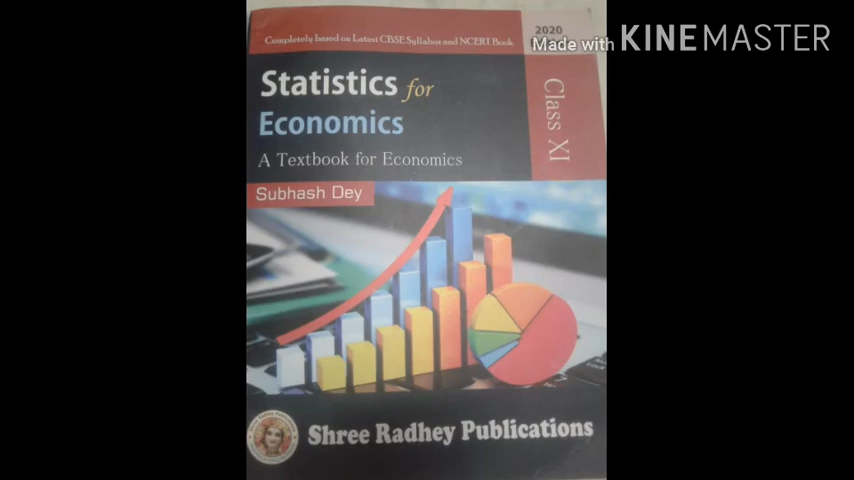 Completely based on Latest CBSE Syllabus and NCERT Book
2020
Made with KINEMASTER
Statistics for
Economics
A Textbook for Economics
Class XI
Subhash Dey
Shree Radhey Publications